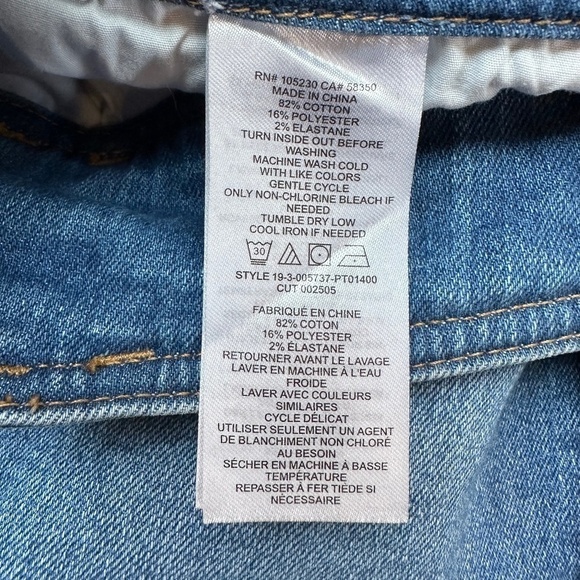 RN# 105230 CA# 58350
MADE IN CHINA
82% COTTON
16% POLYESTER
2% ELASTANE
TURN INSIDE OUT BEFORE
WASHING
MACHINE WASH COLD
WITH LIKE COLORS
GENTLE CYCLE
ONLY NON-CHLORINE BLEACH IF
NEEDED
TUMBLE DRY LOW
COOL IRON IF NEEDED
30
STYLE 19-3-005737-PT01400
CUT 002505
FABRIQUÉ EN CHINE
82% COTON
16% POLYESTER
2% ÉLASTANE
RETOURNER AVANT LE LAVAGE
LAVER EN MACHINE À L'EAU
FROIDE
LAVER AVEC COULEURS
SIMILAIRES
CYCLE DÉLICAT
UTILISER SEULEMENT UN AGENT
DE BLANCHIMENT NON CHLORÉ
AU BESOIN
SÉCHER EN MACHINE À BASSE
TEMPÉRATURE
REPASSER À FER TIÈDE SI
NÉCESSAIRE